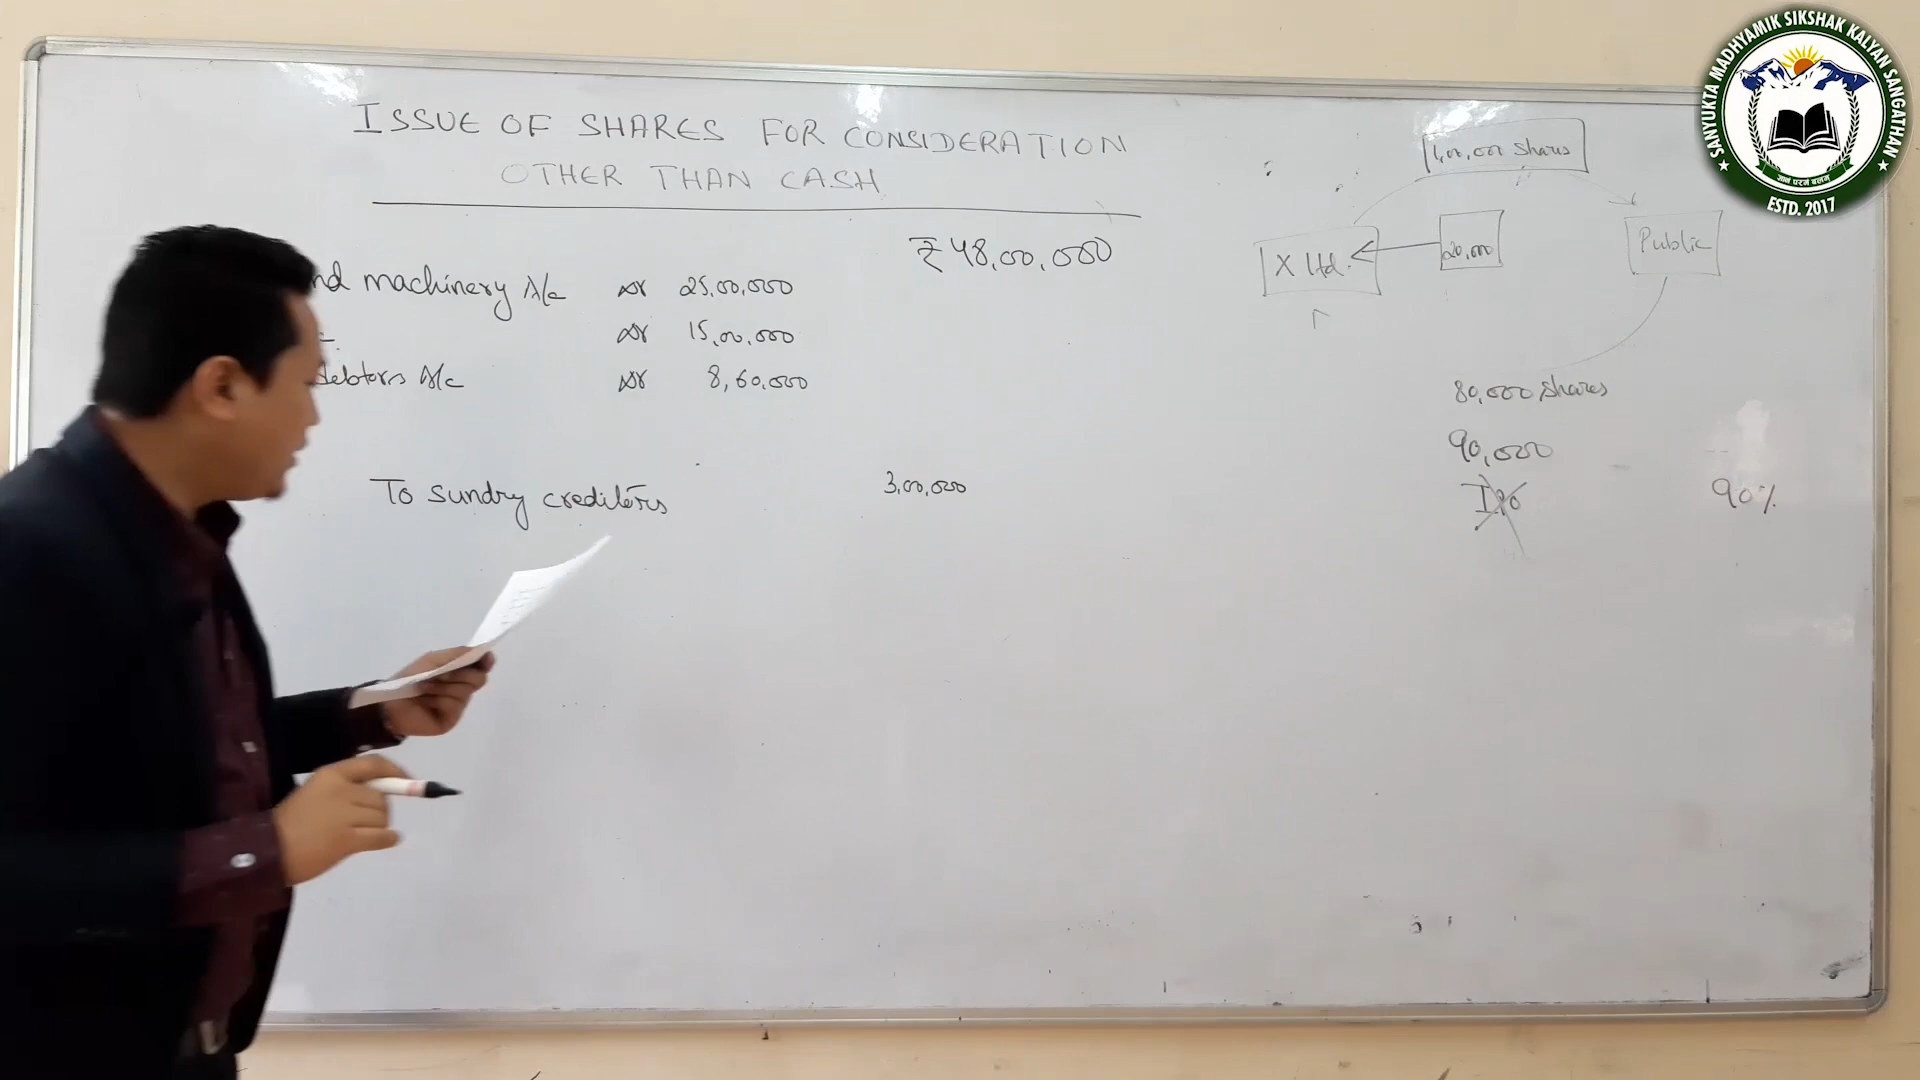 ISSUE OF SHARES FOR CONSIDERATION
OTHER THAN CASH
₹48,00,000
nd machinery A/c Dr 25,00,000
Dr 15,00,000
debtors A/c Dr 8,60,000
To sundry creditors 3,00,000
1,00,000 shares
X ltd.
20,000
Public
80,000 shares
90,000
IPO
90%
SANYUKTA MADHYAMIK SIKSHAK KALYAN SANGATHAN
ESTD. 2017